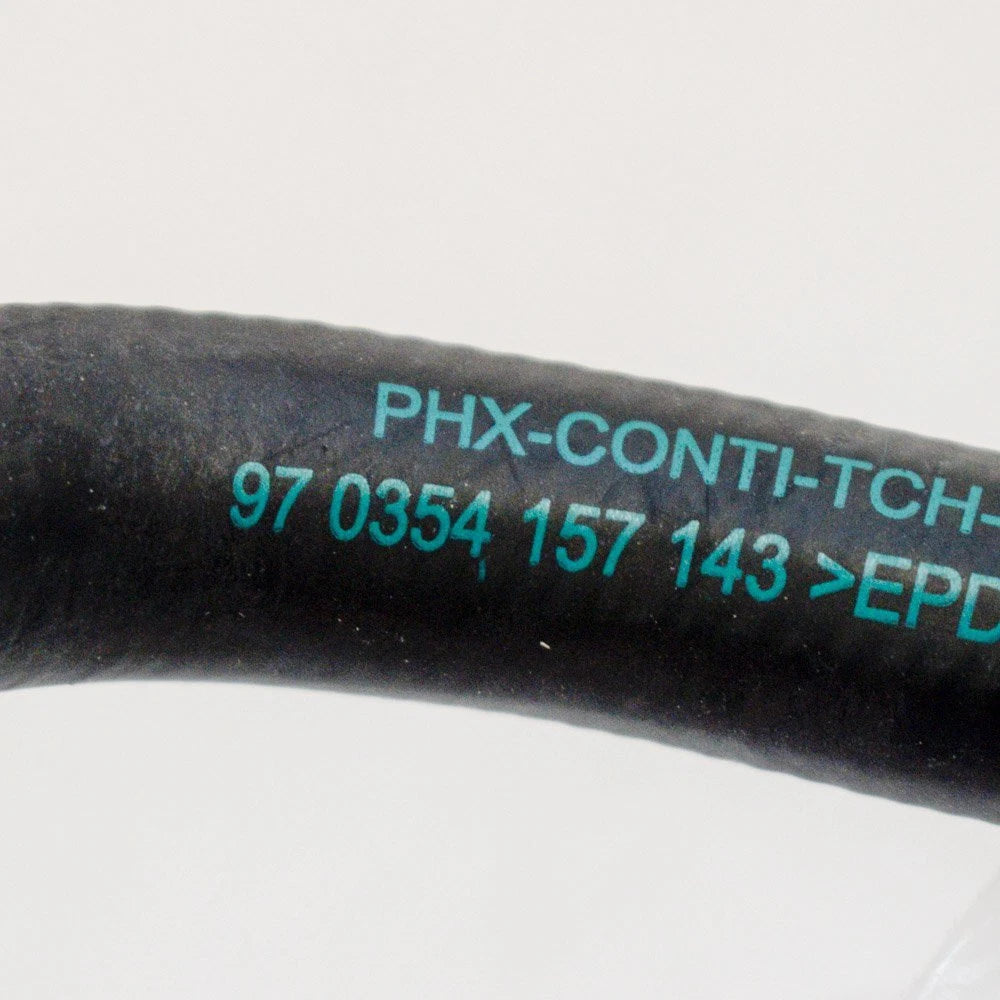 PHX-CONTI-TCH-
97 0354 157 143 >EPD